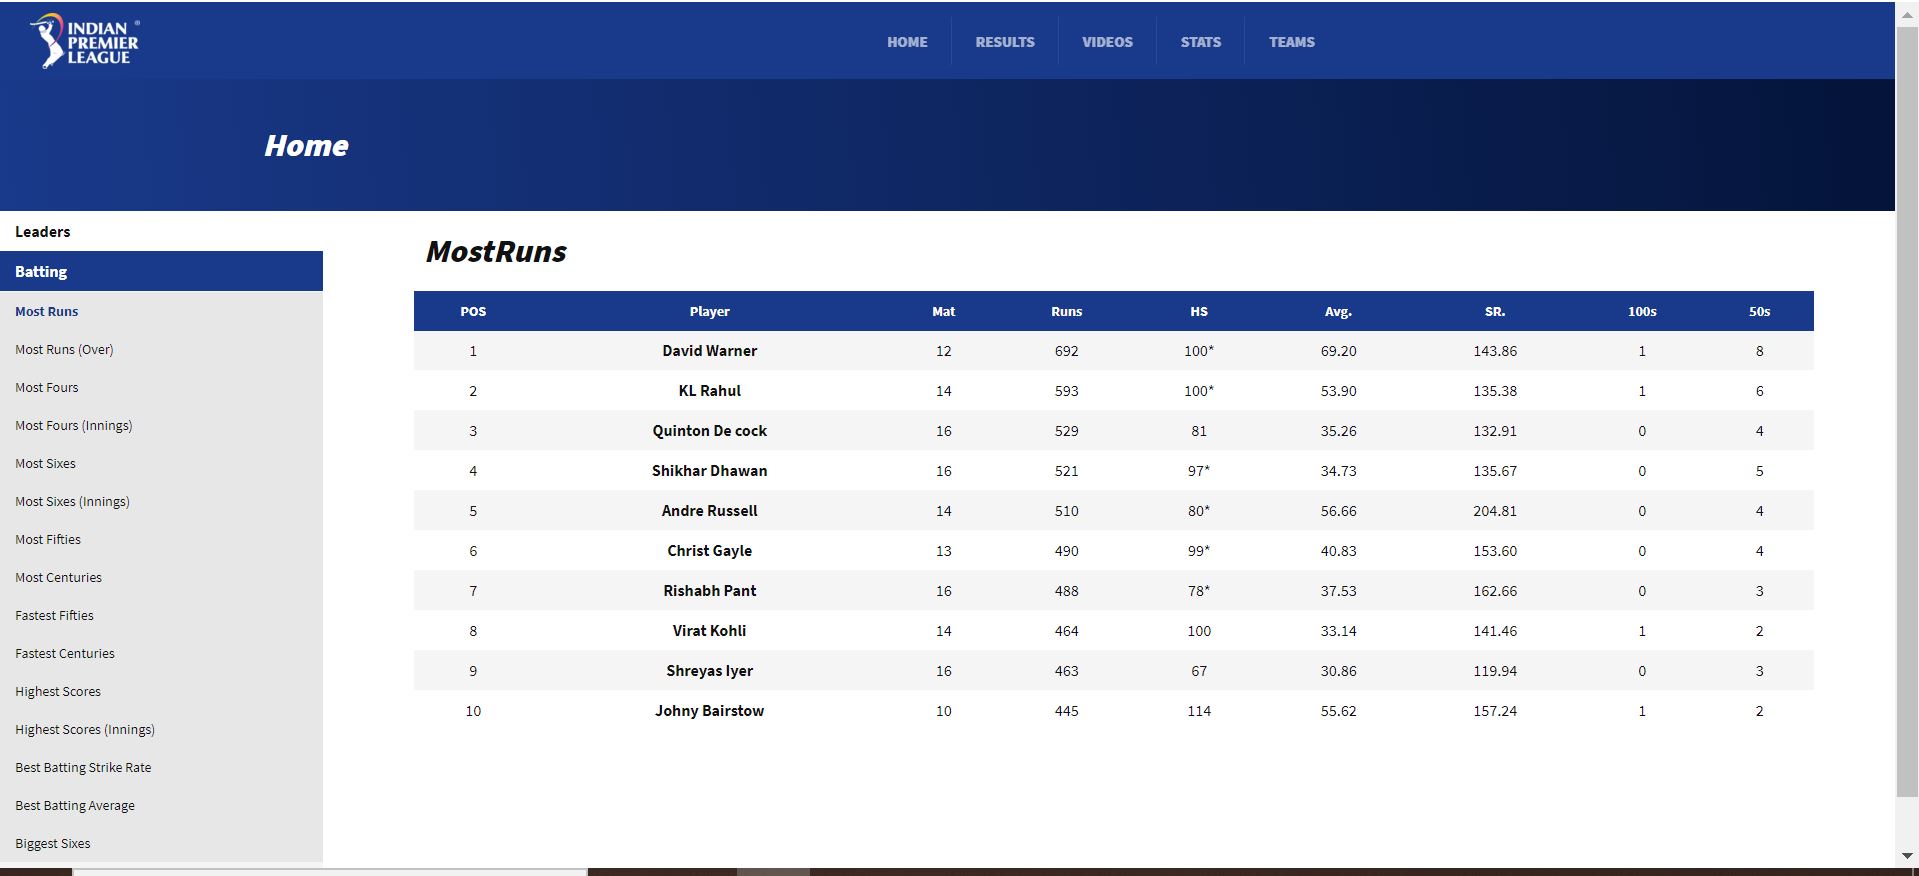 INDIAN
PREMIER
LEAGUE
®
HOME RESULTS VIDEOS STATS TEAMS
Home
Leaders
Batting
Most Runs
Most Runs (Over)
Most Fours
Most Fours (Innings)
Most Sixes
Most Sixes (Innings)
Most Fifties
Most Centuries
Fastest Fifties
Fastest Centuries
Highest Scores
Highest Scores (Innings)
Best Batting Strike Rate
Best Batting Average
Biggest Sixes
MostRuns
POS Player Mat Runs HS Avg. SR. 100s 50s
1 David Warner 12 692 100* 69.20 143.86 1 8
2 KL Rahul 14 593 100* 53.90 135.38 1 6
3 Quinton De cock 16 529 81 35.26 132.91 0 4
4 Shikhar Dhawan 16 521 97* 34.73 135.67 0 5
5 Andre Russell 14 510 80* 56.66 204.81 0 4
6 Christ Gayle 13 490 99* 40.83 153.60 0 4
7 Rishabh Pant 16 488 78* 37.53 162.66 0 3
8 Virat Kohli 14 464 100 33.14 141.46 1 2
9 Shreyas Iyer 16 463 67 30.86 119.94 0 3
10 Johny Bairstow 10 445 114 55.62 157.24 1 2